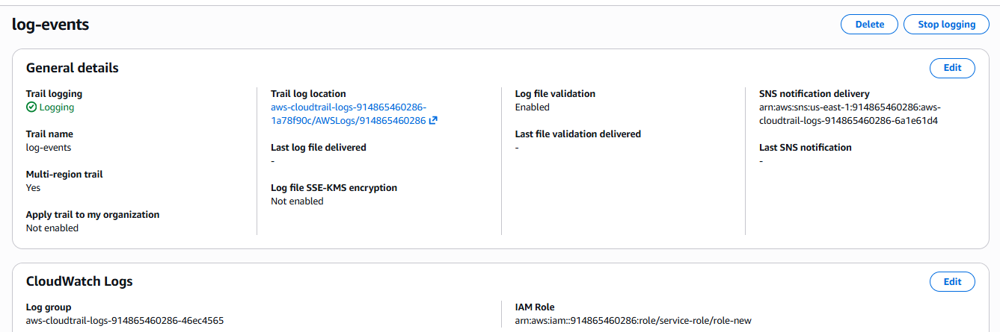 log-events
Delete
Stop logging
General details
Edit
Trail logging
Logging
Trail name
log-events
Multi-region trail
Yes
Apply trail to my organization
Not enabled
Trail log location
aws-cloudtrail-logs-914865460286-
1a78f90c/AWSLogs/914865460286
Last log file delivered
-
Log file SSE-KMS encryption
Not enabled
Log file validation
Enabled
Last file validation delivered
-
SNS notification delivery
arn:aws:sns:us-east-1:914865460286:aws-
cloudtrail-logs-914865460286-6a1e61d4
Last SNS notification
-
CloudWatch Logs
Edit
Log group
aws-cloudtrail-logs-914865460286-46ec4565
IAM Role
arn:aws:iam::914865460286:role/service-role/role-new